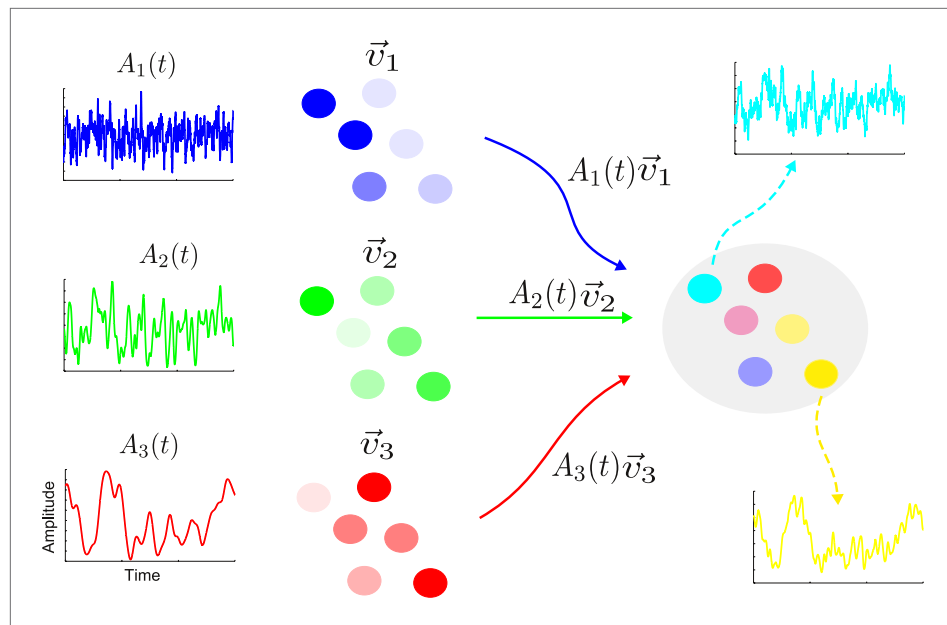 A₁(t)
v⃗₁
A₁(t)v⃗₁
A₂(t)
v⃗₂
A₂(t)v⃗₂
A₃(t)
v⃗₃
A₃(t)v⃗₃
Amplitude
Time